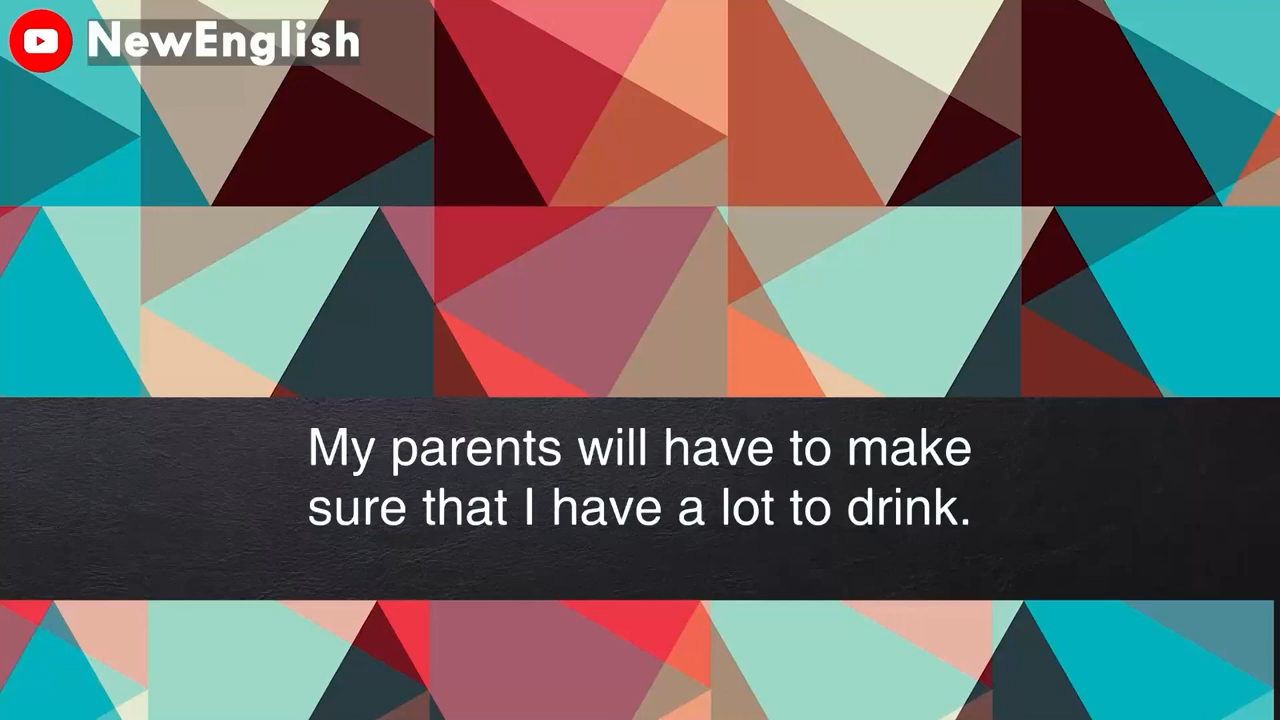 NewEnglish
My parents will have to make
sure that I have a lot to drink.